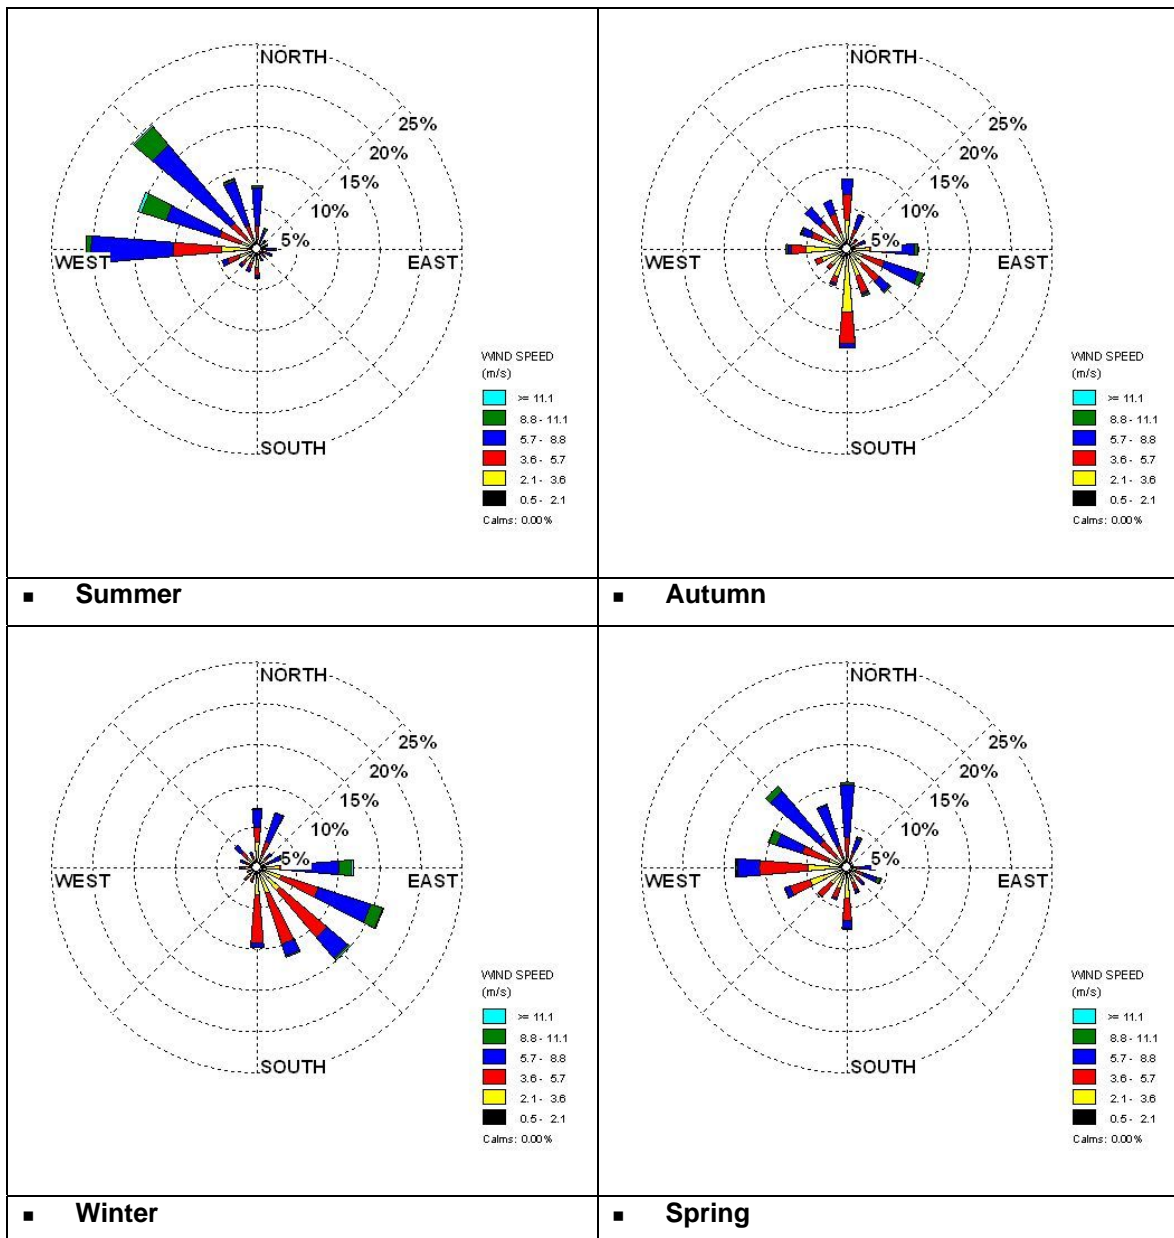 NORTH
25%
20%
15%
10%
5%
WEST
EAST
SOUTH
WIND SPEED
(m/s)
>= 11.1
8.8 - 11.1
5.7 - 8.8
3.6 - 5.7
2.1 - 3.6
0.5 - 2.1
Calms: 0.00%
▪ Summer
NORTH
25%
20%
15%
10%
5%
WEST
EAST
SOUTH
WIND SPEED
(m/s)
>= 11.1
8.8 - 11.1
5.7 - 8.8
3.6 - 5.7
2.1 - 3.6
0.5 - 2.1
Calms: 0.00%
▪ Autumn
NORTH
25%
20%
15%
10%
5%
WEST
EAST
SOUTH
WIND SPEED
(m/s)
>= 11.1
8.8 - 11.1
5.7 - 8.8
3.6 - 5.7
2.1 - 3.6
0.5 - 2.1
Calms: 0.00%
▪ Winter
NORTH
25%
20%
15%
10%
5%
WEST
EAST
SOUTH
WIND SPEED
(m/s)
>= 11.1
8.8 - 11.1
5.7 - 8.8
3.6 - 5.7
2.1 - 3.6
0.5 - 2.1
Calms: 0.00%
▪ Spring